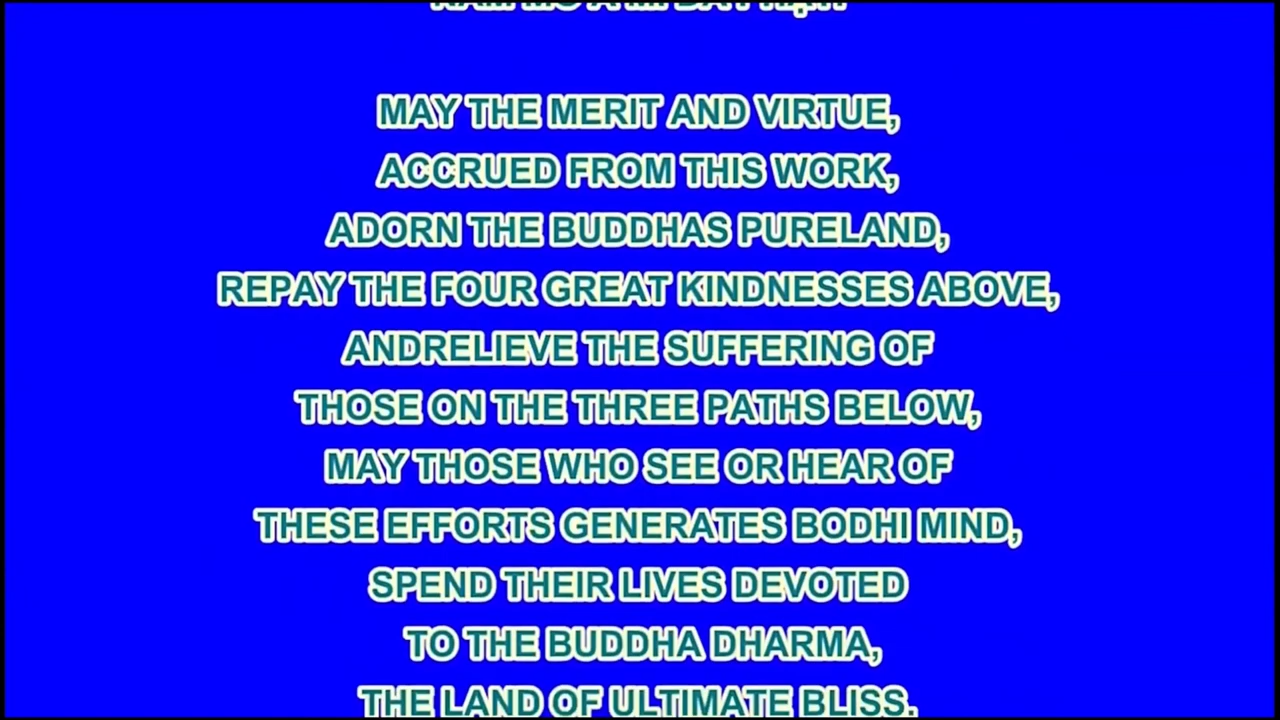 MAY THE MERIT AND VIRTUE,
ACCRUED FROM THIS WORK,
ADORN THE BUDDHAS PURELAND,
REPAY THE FOUR GREAT KINDNESSES ABOVE,
ANDRELIEVE THE SUFFERING OF
THOSE ON THE THREE PATHS BELOW,
MAY THOSE WHO SEE OR HEAR OF
THESE EFFORTS GENERATES BODHI MIND,
SPEND THEIR LIVES DEVOTED
TO THE BUDDHA DHARMA,
THE LAND OF ULTIMATE BLISS.